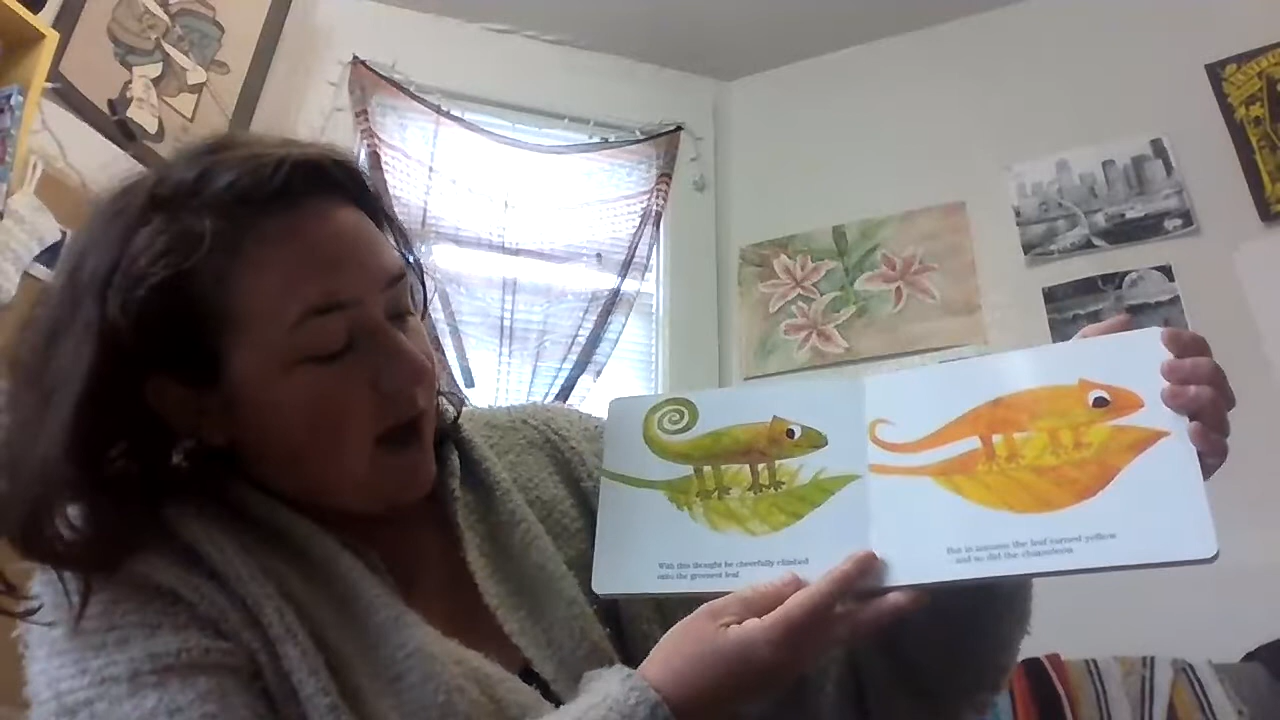 With this thought he cheerfully climbed
onto the greenest leaf.
But in autumn the leaf turned yellow
and so did the chameleon.